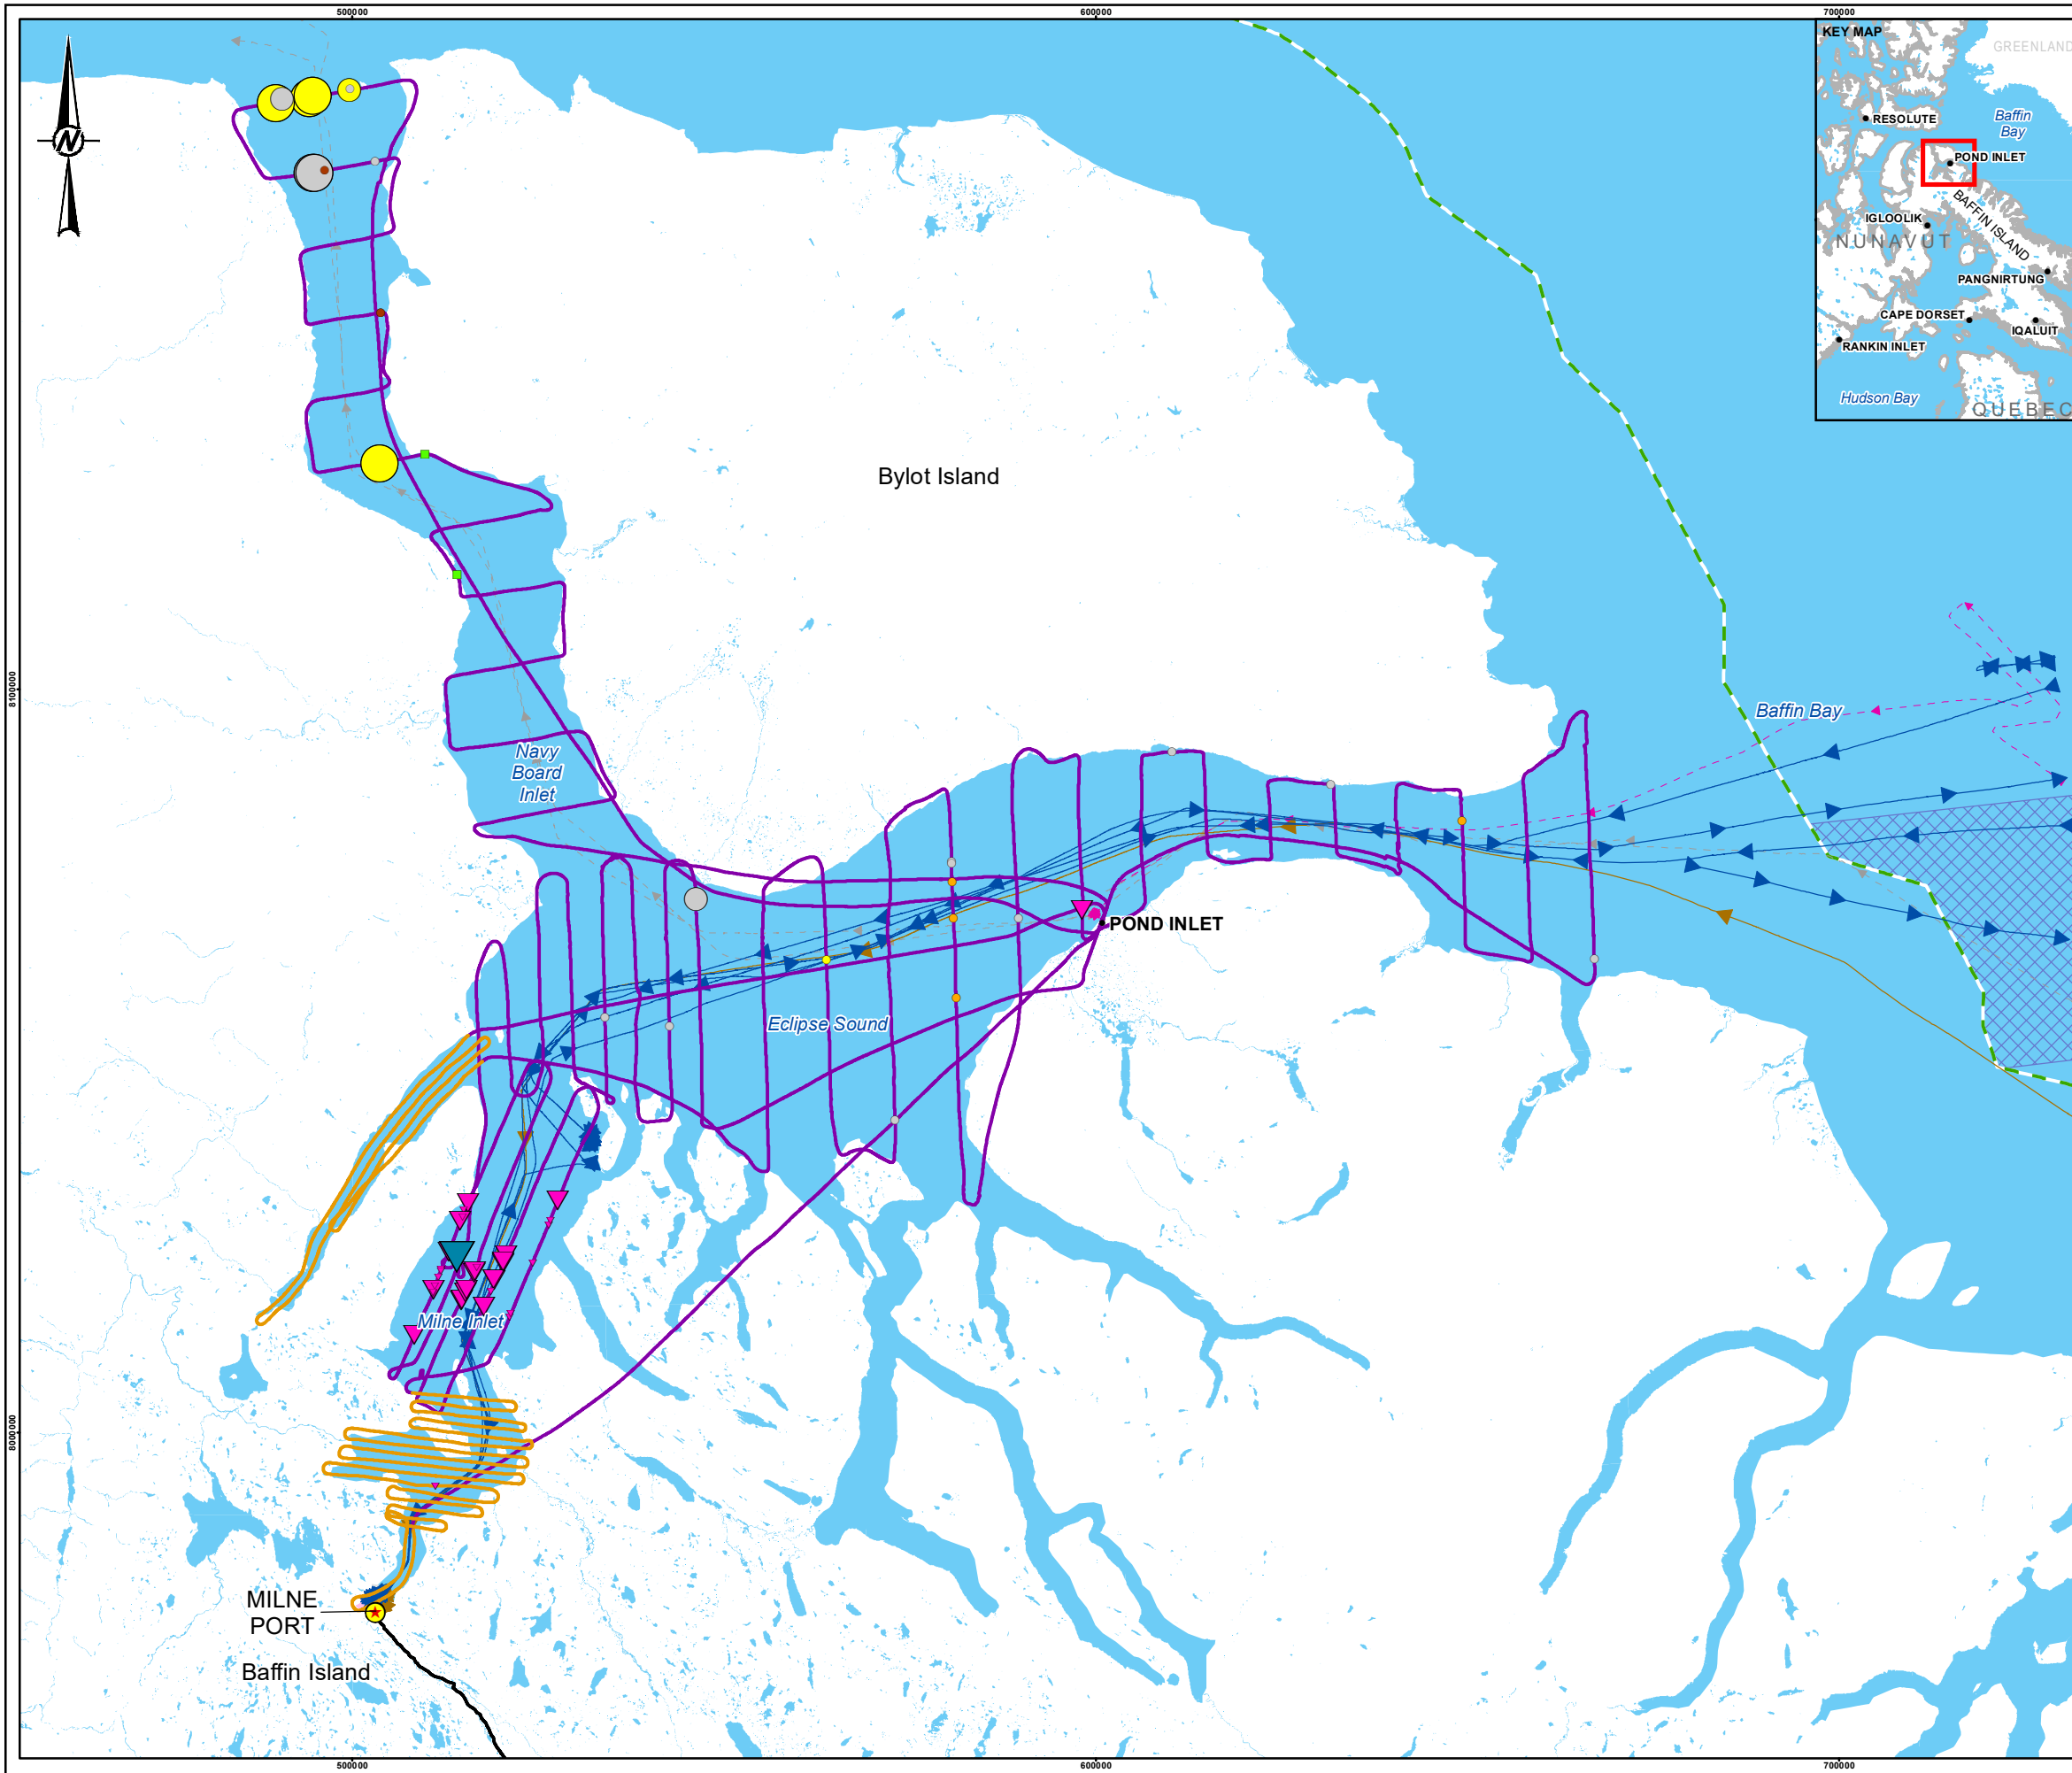 500000
600000
700000
KEY MAP
GREENLAND
Baffin
Bay
RESOLUTE
POND INLET
BAFFIN ISLAND
IGLOOLIK
NUNAVUT
PANGNIRTUNG
CAPE DORSET
IQALUIT
RANKIN INLET
Hudson Bay
QUEBEC
N
Bylot Island
8100000
Baffin Bay
Navy
Board
Inlet
POND INLET
Eclipse Sound
Milne Inlet
8000000
MILNE
PORT
Baffin Island
500000
600000
700000